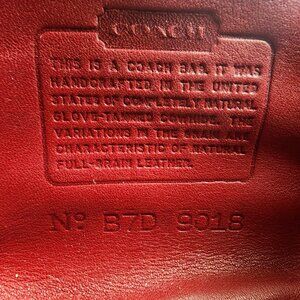 COACH
THIS IS A COACH BAG. IT WAS
HANDCRAFTED IN THE UNITED
STATES OF COMPLETELY NATURAL
GLOVE-TANNED COWHIDE. THE
VARIATIONS IN THE GRAIN ARE
CHARACTERISTIC OF NATURAL
FULL-GRAIN LEATHER.
Nº B7D 9018